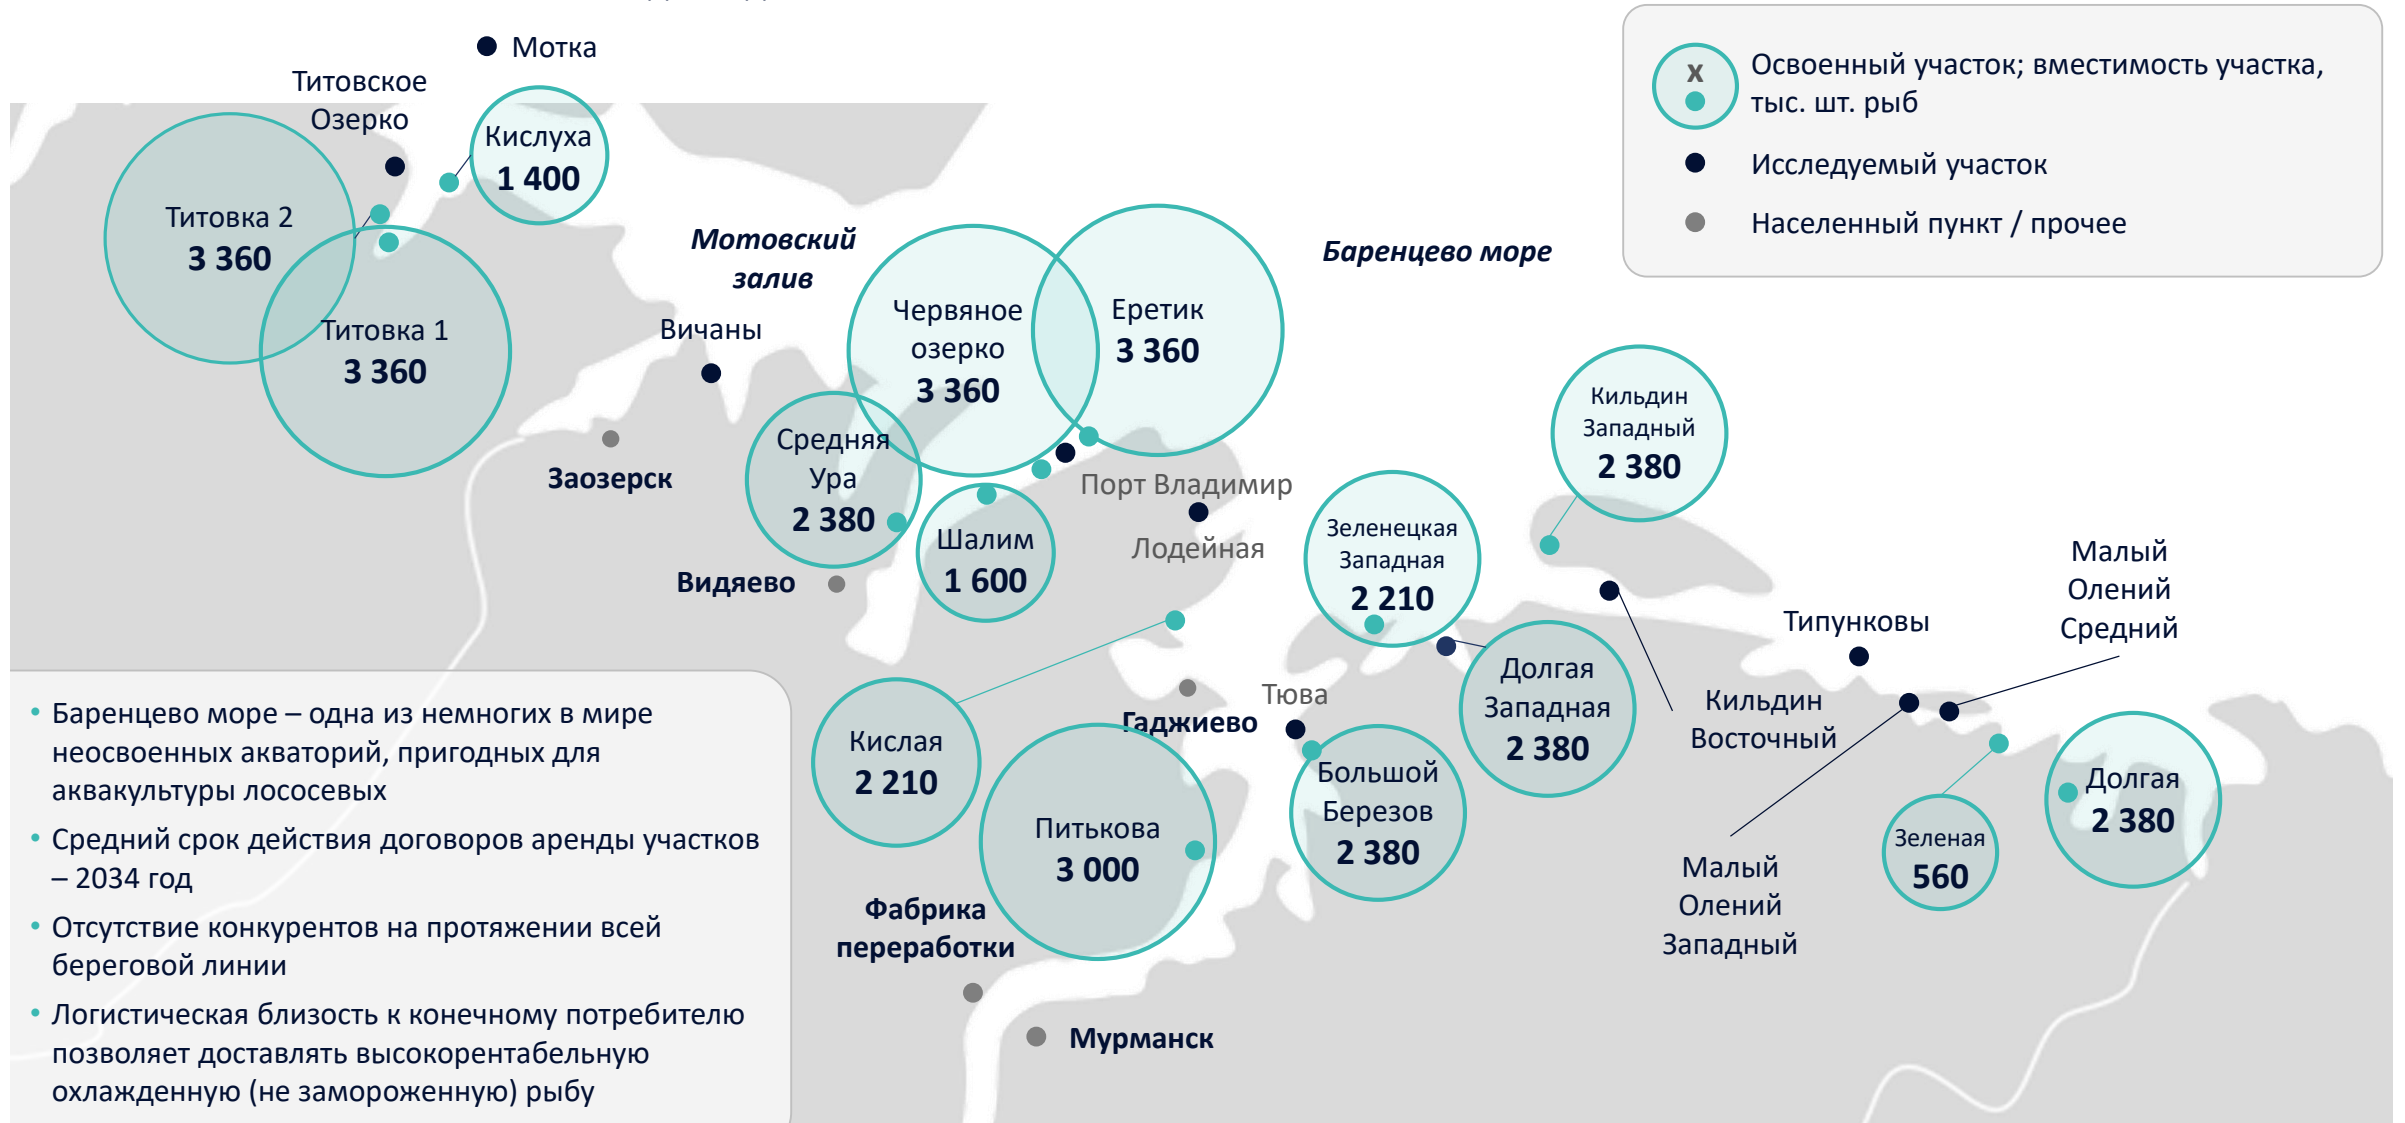 Мотка
Титовское
Озерко
Кислуха
1 400
Титовка 2
3 360
Титовка 1
3 360
Мотовский
залив
Баренцево море
x
Освоенный участок; вместимость участка,
тыс. шт. рыб
Исследуемый участок
Населенный пункт / прочее
Вичаны
Червяное
озерко
3 360
Еретик
3 360
Заозерск
Средняя
Ура
2 380
Видяево
Шалим
1 600
Порт Владимир
Лодейная
Зеленецкая
Западная
2 210
Кильдин
Западный
2 380
Малый
Олений
Средний
Типунковы
Долгая
Западная
2 380
Кильдин
Восточный
Тюва
Гаджиево
Кислая
2 210
Питькова
3 000
Большой
Березов
2 380
Малый
Олений
Западный
Зеленая
560
Долгая
2 380
Фабрика
переработки
Мурманск
• Баренцево море – одна из немногих в мире
неосвоенных акваторий, пригодных для
аквакультуры лососевых
• Средний срок действия договоров аренды участков
– 2034 год
• Отсутствие конкурентов на протяжении всей
береговой линии
• Логистическая близость к конечному потребителю
позволяет доставлять высокорентабельную
охлажденную (не замороженную) рыбу